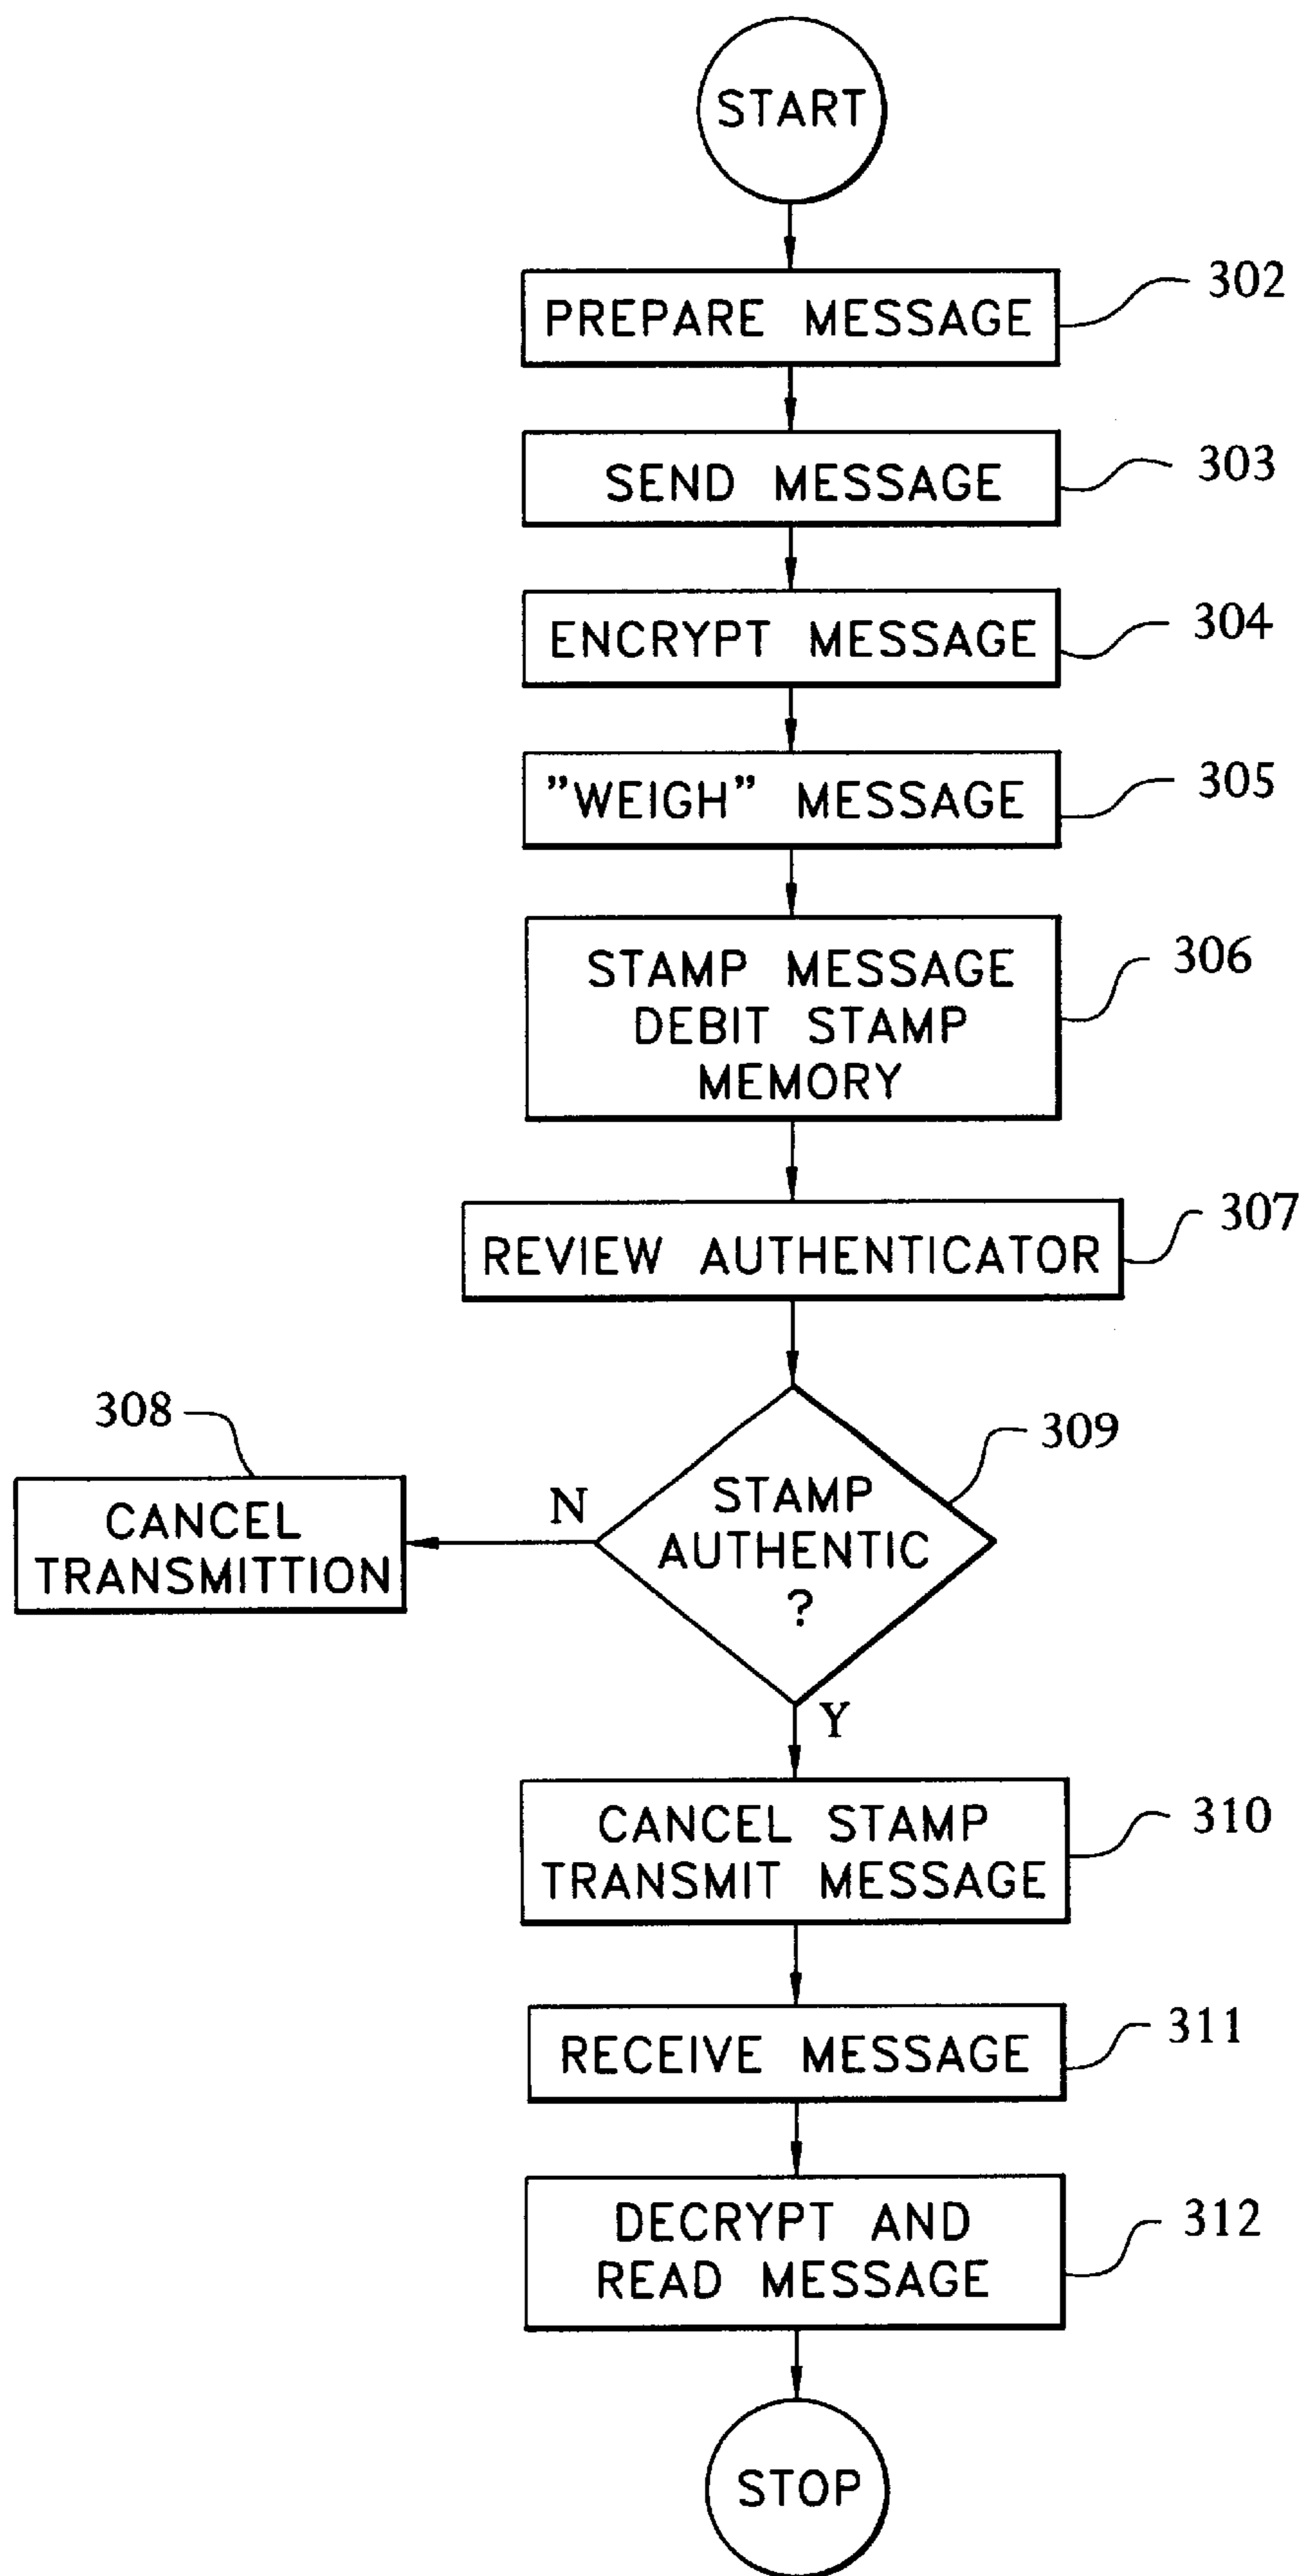 START
302
PREPARE MESSAGE
303
SEND MESSAGE
304
ENCRYPT MESSAGE
305
"WEIGH" MESSAGE
306
STAMP MESSAGE
DEBIT STAMP
MEMORY
307
REVIEW AUTHENTICATOR
308
309
CANCEL
TRANSMITTION
N
STAMP
AUTHENTIC
?
Y
310
CANCEL STAMP
TRANSMIT MESSAGE
311
RECEIVE MESSAGE
312
DECRYPT AND
READ MESSAGE
STOP